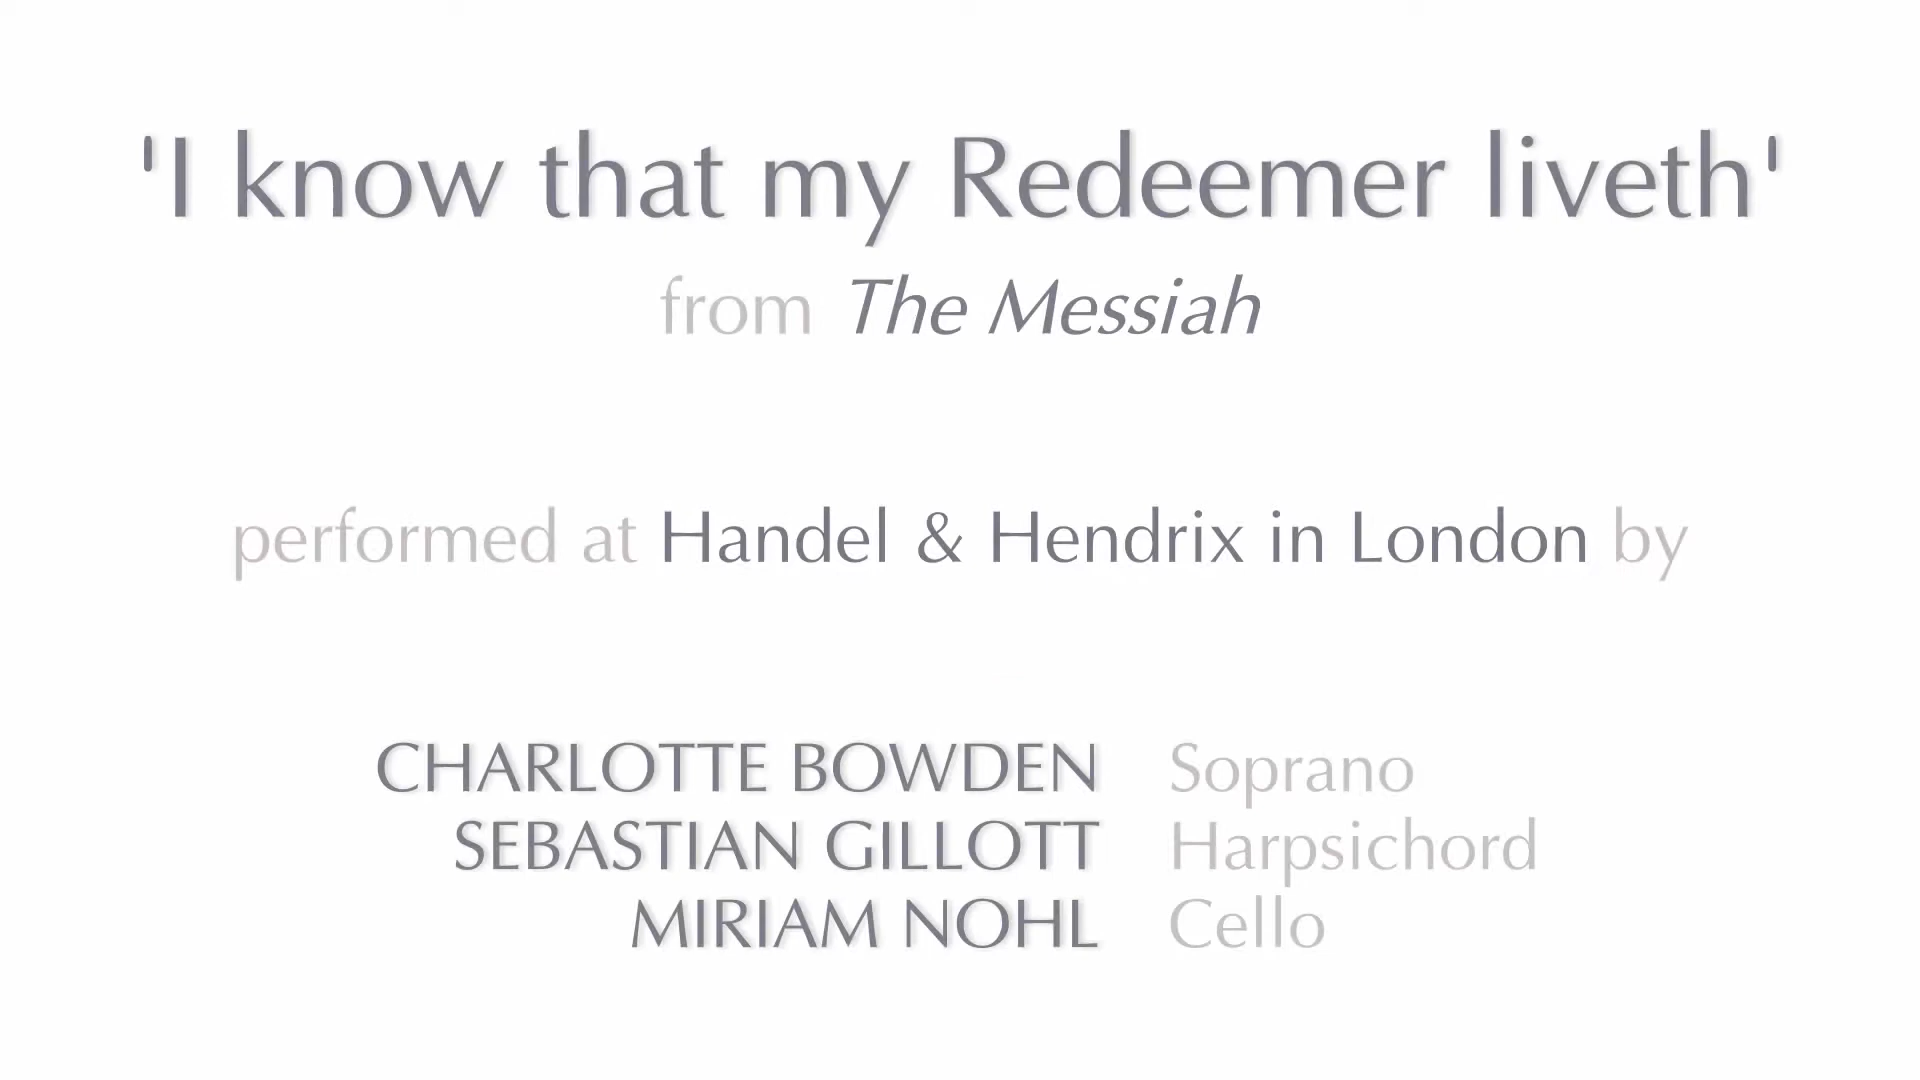 'I know that my Redeemer liveth'
from The Messiah
performed at Handel & Hendrix in London by
CHARLOTTE BOWDEN Soprano
SEBASTIAN GILLOTT Harpsichord
MIRIAM NOHL Cello